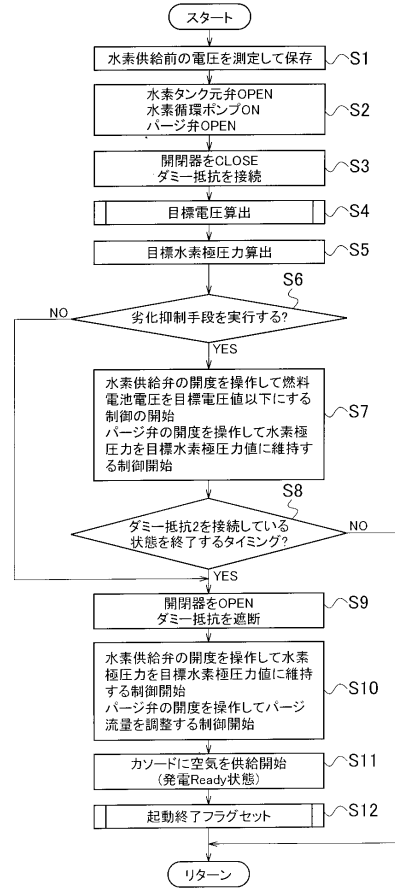 スタート
水素供給前の電圧を測定して保存
S1
水素タンク元弁OPEN
水素循環ポンプON
パージ弁OPEN
S2
開閉器をCLOSE
ダミー抵抗を接続
S3
目標電圧算出
S4
目標水素極圧力算出
S5
S6
劣化抑制手段を実行する?
NO
YES
水素供給弁の開度を操作して燃料
電池電圧を目標電圧値以下にする
制御の開始
パージ弁の開度を操作して水素極
圧力を目標水素極圧力値に維持す
る制御開始
S7
S8
ダミー抵抗2を接続している
状態を終了するタイミング?
NO
YES
開閉器をOPEN
ダミー抵抗を遮断
S9
水素供給弁の開度を操作して水素
極圧力を目標水素極圧力値に維持
する制御開始
パージ弁の開度を操作してパージ
流量を調整する制御開始
S10
カソードに空気を供給開始
(発電Ready状態)
S11
起動終了フラグセット
S12
リターン